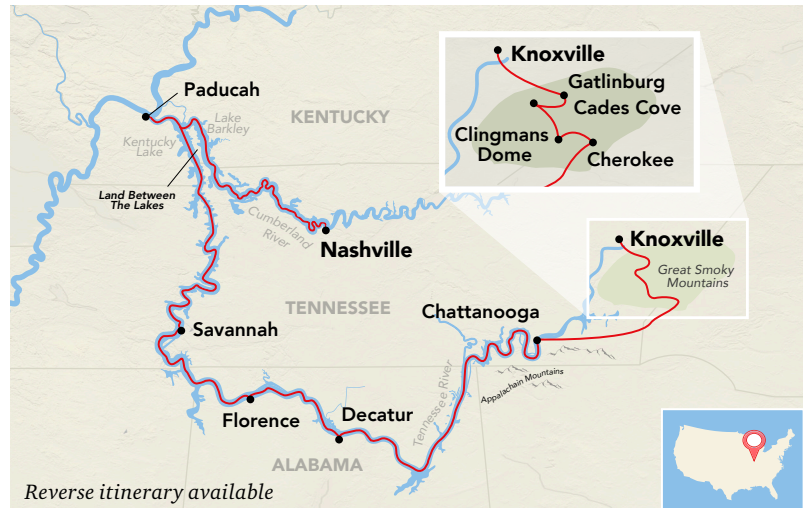 Knoxville
Gatlinburg
Cades Cove
Clingmans
Dome
Cherokee
Paducah
KENTUCKY
Lake
Barkley
Kentucky
Lake
Land Between
The Lakes
Cumberland
River
Nashville
Knoxville
Great Smoky
Mountains
TENNESSEE
Chattanooga
Savannah
Appalachain Mountains
Tennessee River
Florence
Decatur
ALABAMA
Reverse itinerary available